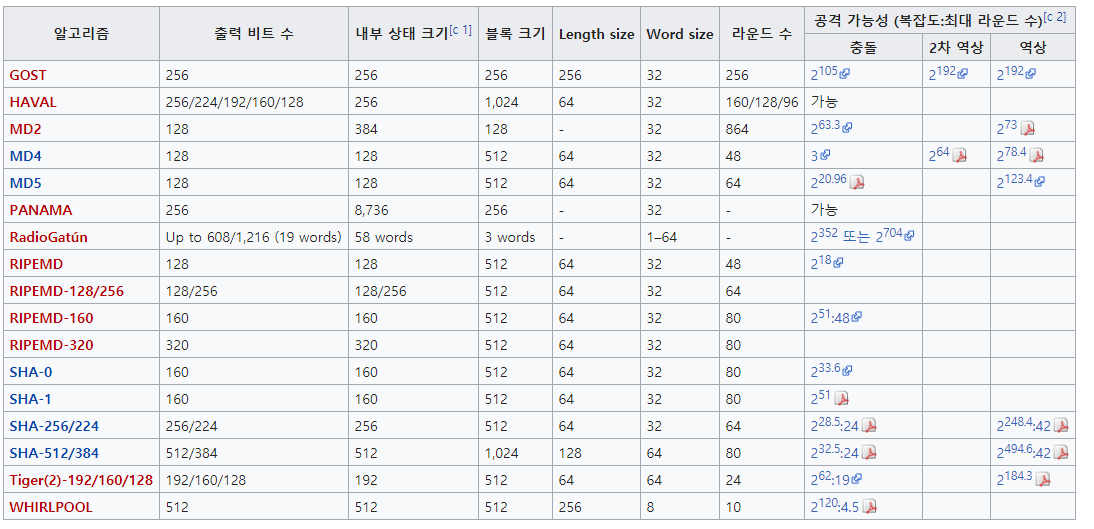 알고리즘 출력 비트 수 내부 상태 크기[c 1] 블록 크기 Length size Word size 라운드 수 공격 가능성 (복잡도:최대 라운드 수)[c 2]
충돌 2차 역상 역상
GOST 256 256 256 256 32 256 2^105 2^192 2^192
HAVAL 256/224/192/160/128 256 1,024 64 32 160/128/96 가능
MD2 128 384 128 - 32 864 2^63.3 2^73
MD4 128 128 512 64 32 48 3 2^64 2^78.4
MD5 128 128 512 64 32 64 2^20.96 2^123.4
PANAMA 256 8,736 256 - 32 - 가능
RadioGatún Up to 608/1,216 (19 words) 58 words 3 words - 1–64 - 2^352 또는 2^704
RIPEMD 128 128 512 64 32 48 2^18
RIPEMD-128/256 128/256 128/256 512 64 32 64
RIPEMD-160 160 160 512 64 32 80 2^51:48
RIPEMD-320 320 320 512 64 32 80
SHA-0 160 160 512 64 32 80 2^33.6
SHA-1 160 160 512 64 32 80 2^51
SHA-256/224 256/224 256 512 64 32 64 2^28.5:24 2^248.4:42
SHA-512/384 512/384 512 1,024 128 64 80 2^32.5:24 2^494.6:42
Tiger(2)-192/160/128 192/160/128 192 512 64 64 24 2^62:19 2^184.3
WHIRLPOOL 512 512 512 256 8 10 2^120:4.5